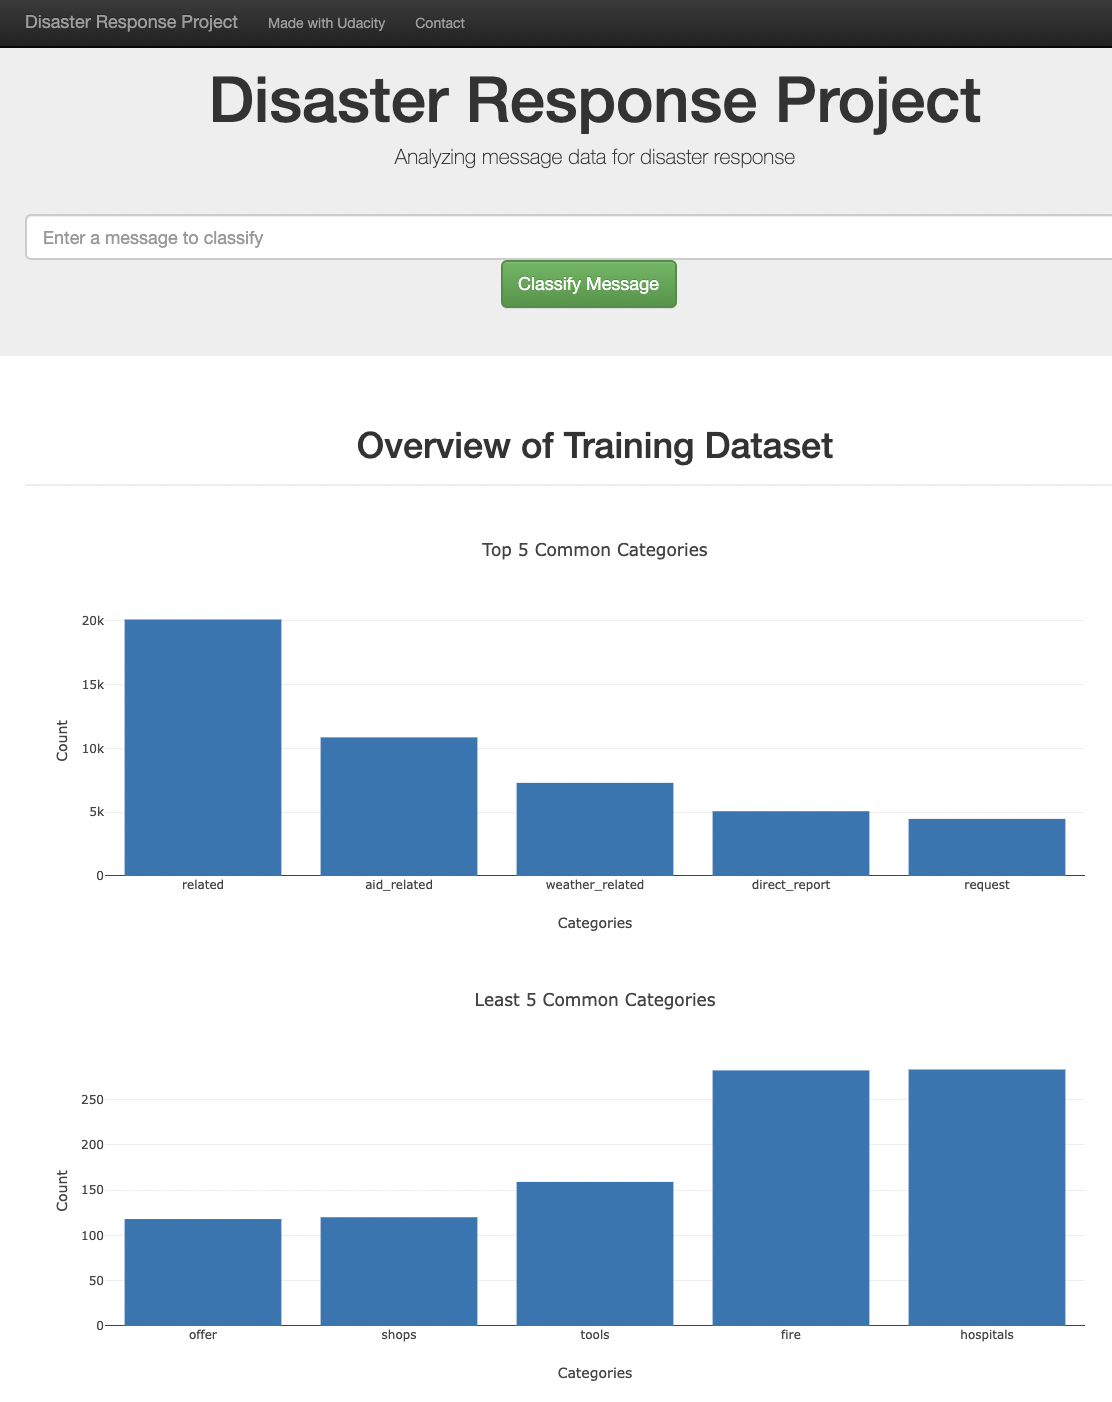 Disaster Response Project Made with Udacity Contact
Disaster Response Project
Analyzing message data for disaster response
Enter a message to classify
Classify Message
Overview of Training Dataset
Top 5 Common Categories
20k
15k
10k
5k
0
Count
related aid_related weather_related direct_report request
Categories
Least 5 Common Categories
250
200
150
100
50
0
Count
offer shops tools fire hospitals
Categories